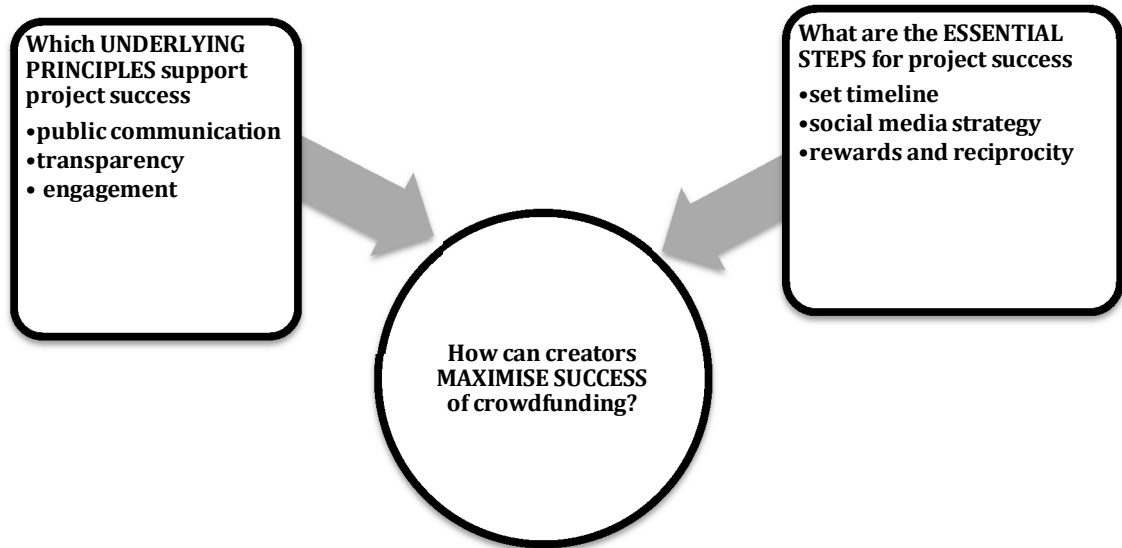 Which UNDERLYING
PRINCIPLES support
project success
•public communication
•transparency
• engagement
What are the ESSENTIAL
STEPS for project success
•set timeline
•social media strategy
•rewards and reciprocity
How can creators
MAXIMISE SUCCESS
of crowdfunding?